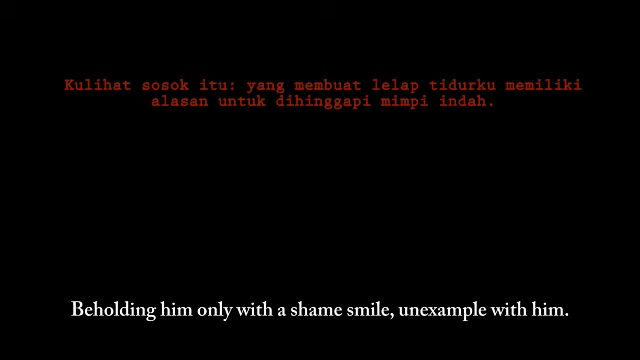 Kulihat sosok itu: yang membuat lelap tidurku memiliki
alasan untuk dihinggapi mimpi indah.
Beholding him only with a shame smile, unexample with him.